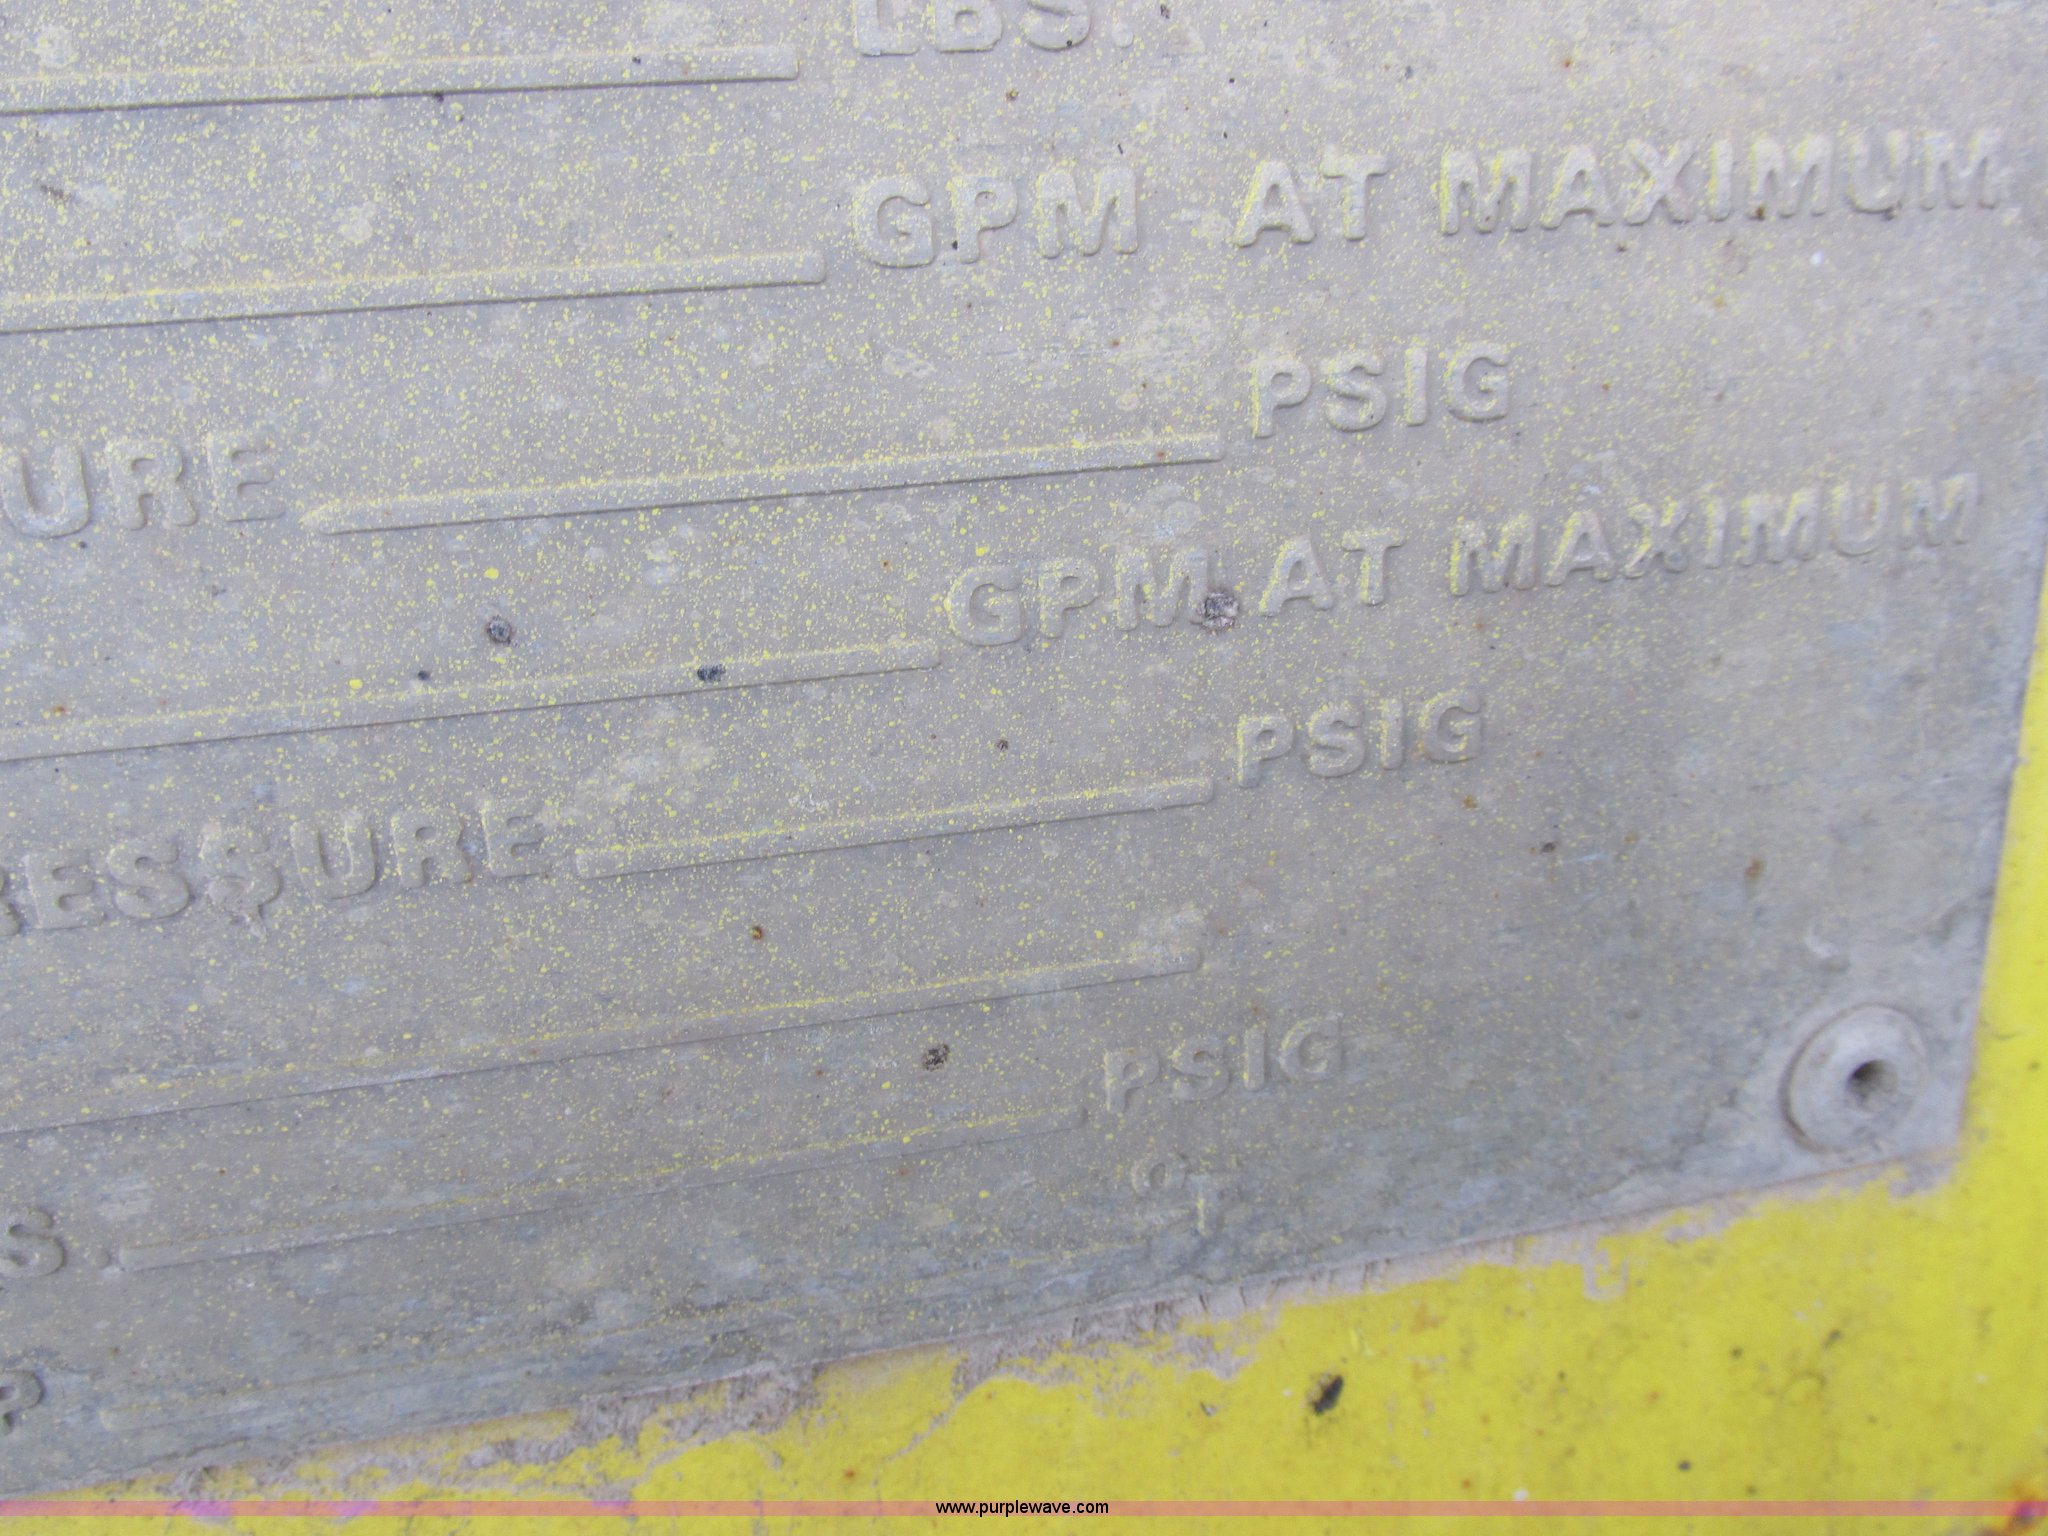 LBS.
GPM AT MAXIMUM
URE PSIG
GPM AT MAXIMUM
RESSURE PSIG
PSIG
S.
P
www.purplewave.com